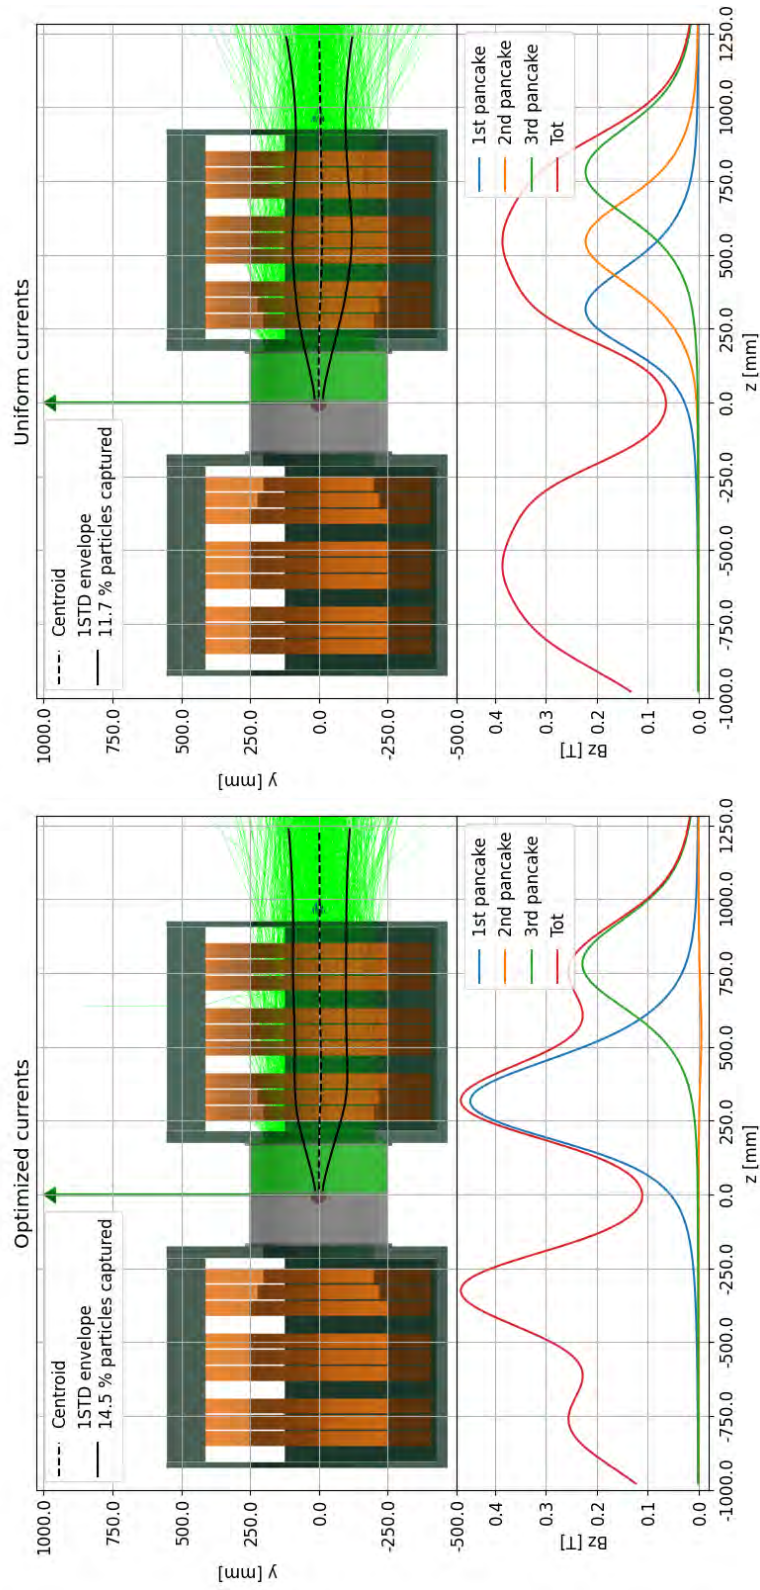 Optimized currents
Centroid
1STD envelope
14.5 % particles captured
y [mm]
1000.0
750.0
500.0
250.0
0.0
-250.0
-500.0
1st pancake
2nd pancake
3rd pancake
Tot
Bz [T]
0.4
0.3
0.2
0.1
0.0
-1000.0 -750.0 -500.0 -250.0 0.0 250.0 500.0 750.0 1000.0 1250.0
z [mm]
Uniform currents
Centroid
1STD envelope
11.7 % particles captured
y [mm]
1000.0
750.0
500.0
250.0
0.0
-250.0
-500.0
1st pancake
2nd pancake
3rd pancake
Tot
Bz [T]
0.4
0.3
0.2
0.1
0.0
-1000.0 -750.0 -500.0 -250.0 0.0 250.0 500.0 750.0 1000.0 1250.0
z [mm]